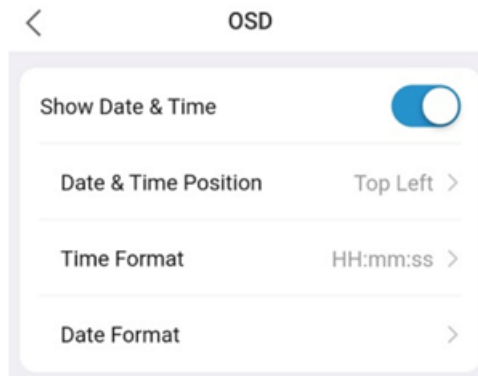 OSD
Show Date & Time
Date & Time Position Top Left
Time Format HH:mm:ss
Date Format